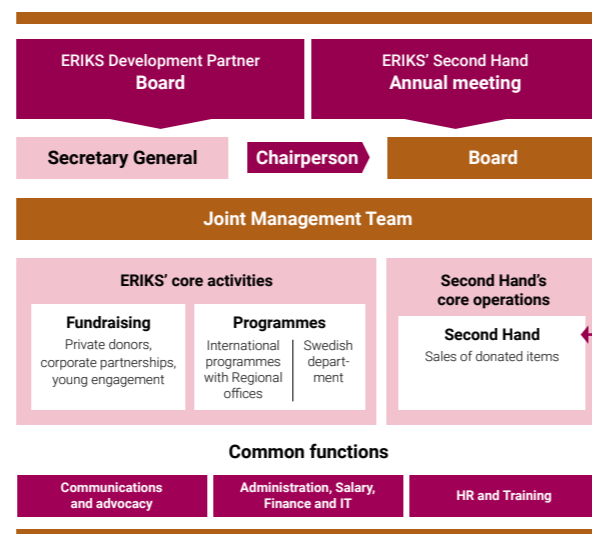 ERIKS Development Partner
Board
ERIKS’ Second Hand
Annual meeting
Secretary General
Chairperson
Board
Joint Management Team
ERIKS’ core activities
Fundraising
Private donors,
corporate partnerships,
young engagement
Programmes
International
programmes
with Regional
offices
Swedish
depart-
ment
Second Hand’s
core operations
Second Hand
Sales of donated items
Common functions
Communications
and advocacy
Administration, Salary,
Finance and IT
HR and Training